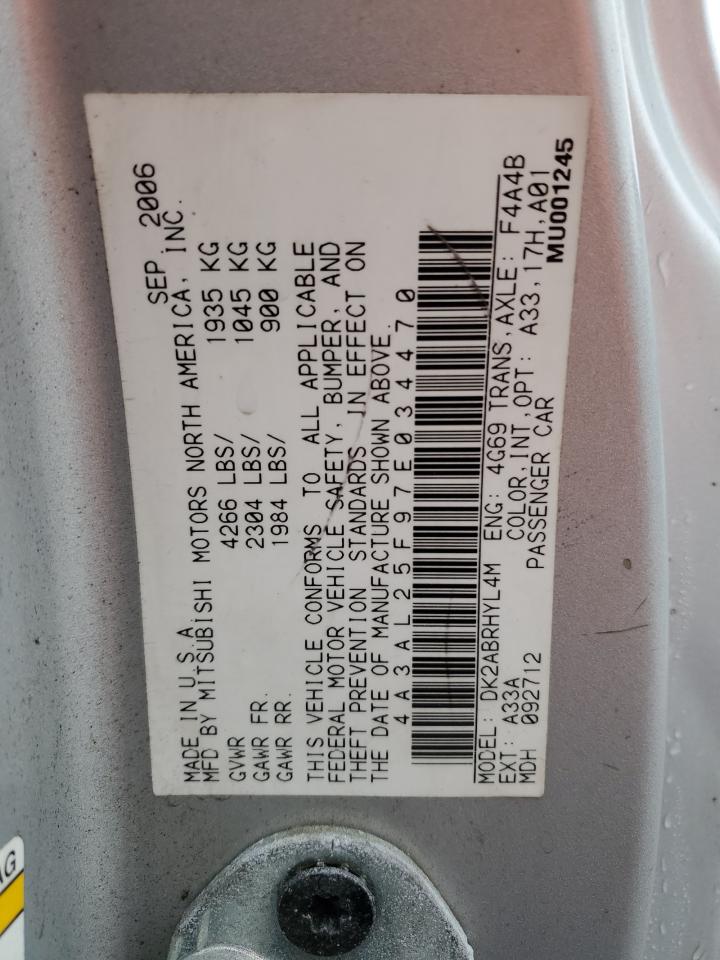 MADE IN U.S.A SEP 2006
MFD BY MITSUBISHI MOTORS NORTH AMERICA, INC.
GVWR 4266 LBS/ 1935 KG
GAWR FR. 2304 LBS/ 1045 KG
GAWR RR. 1984 LBS/ 900 KG
THIS VEHICLE CONFORMS TO ALL APPLICABLE
FEDERAL MOTOR VEHICLE SAFETY, BUMPER, AND
THEFT PREVENTION STANDARDS IN EFFECT ON
THE DATE OF MANUFACTURE SHOWN ABOVE.
4A3AL25F97E034470
MODEL: DK2ABRHYL4M ENG: 4G69 TRANS,AXLE: F4A4B
EXT: A33A COLOR,INT,OPT: A33,17H,A01
MDH 092712 PASSENGER CAR MU001245
AG